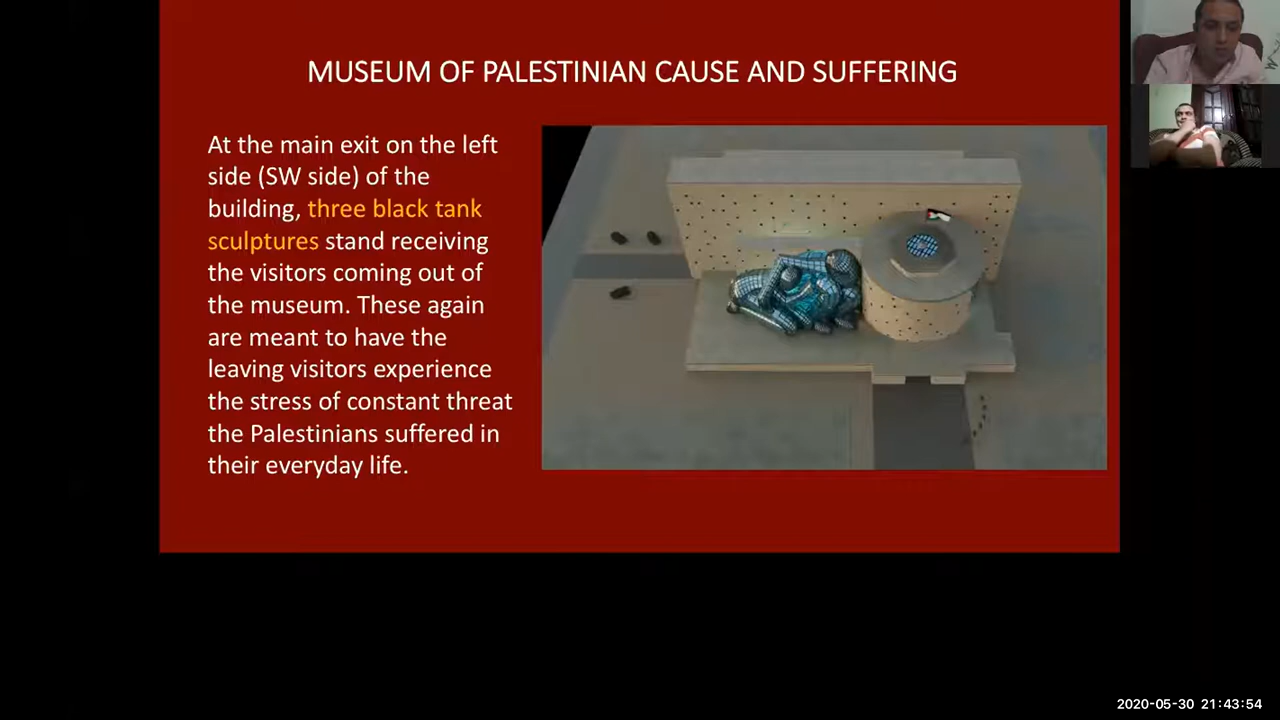 MUSEUM OF PALESTINIAN CAUSE AND SUFFERING
At the main exit on the left
side (SW side) of the
building, three black tank
sculptures stand receiving
the visitors coming out of
the museum. These again
are meant to have the
leaving visitors experience
the stress of constant threat
the Palestinians suffered in
their everyday life.
2020-05-30 21:43:54